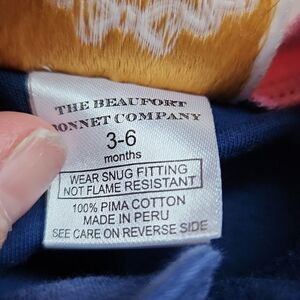 THE BEAUFORT
BONNET COMPANY
3-6
months
WEAR SNUG FITTING
NOT FLAME RESISTANT
100% PIMA COTTON
MADE IN PERU
SEE CARE ON REVERSE SIDE